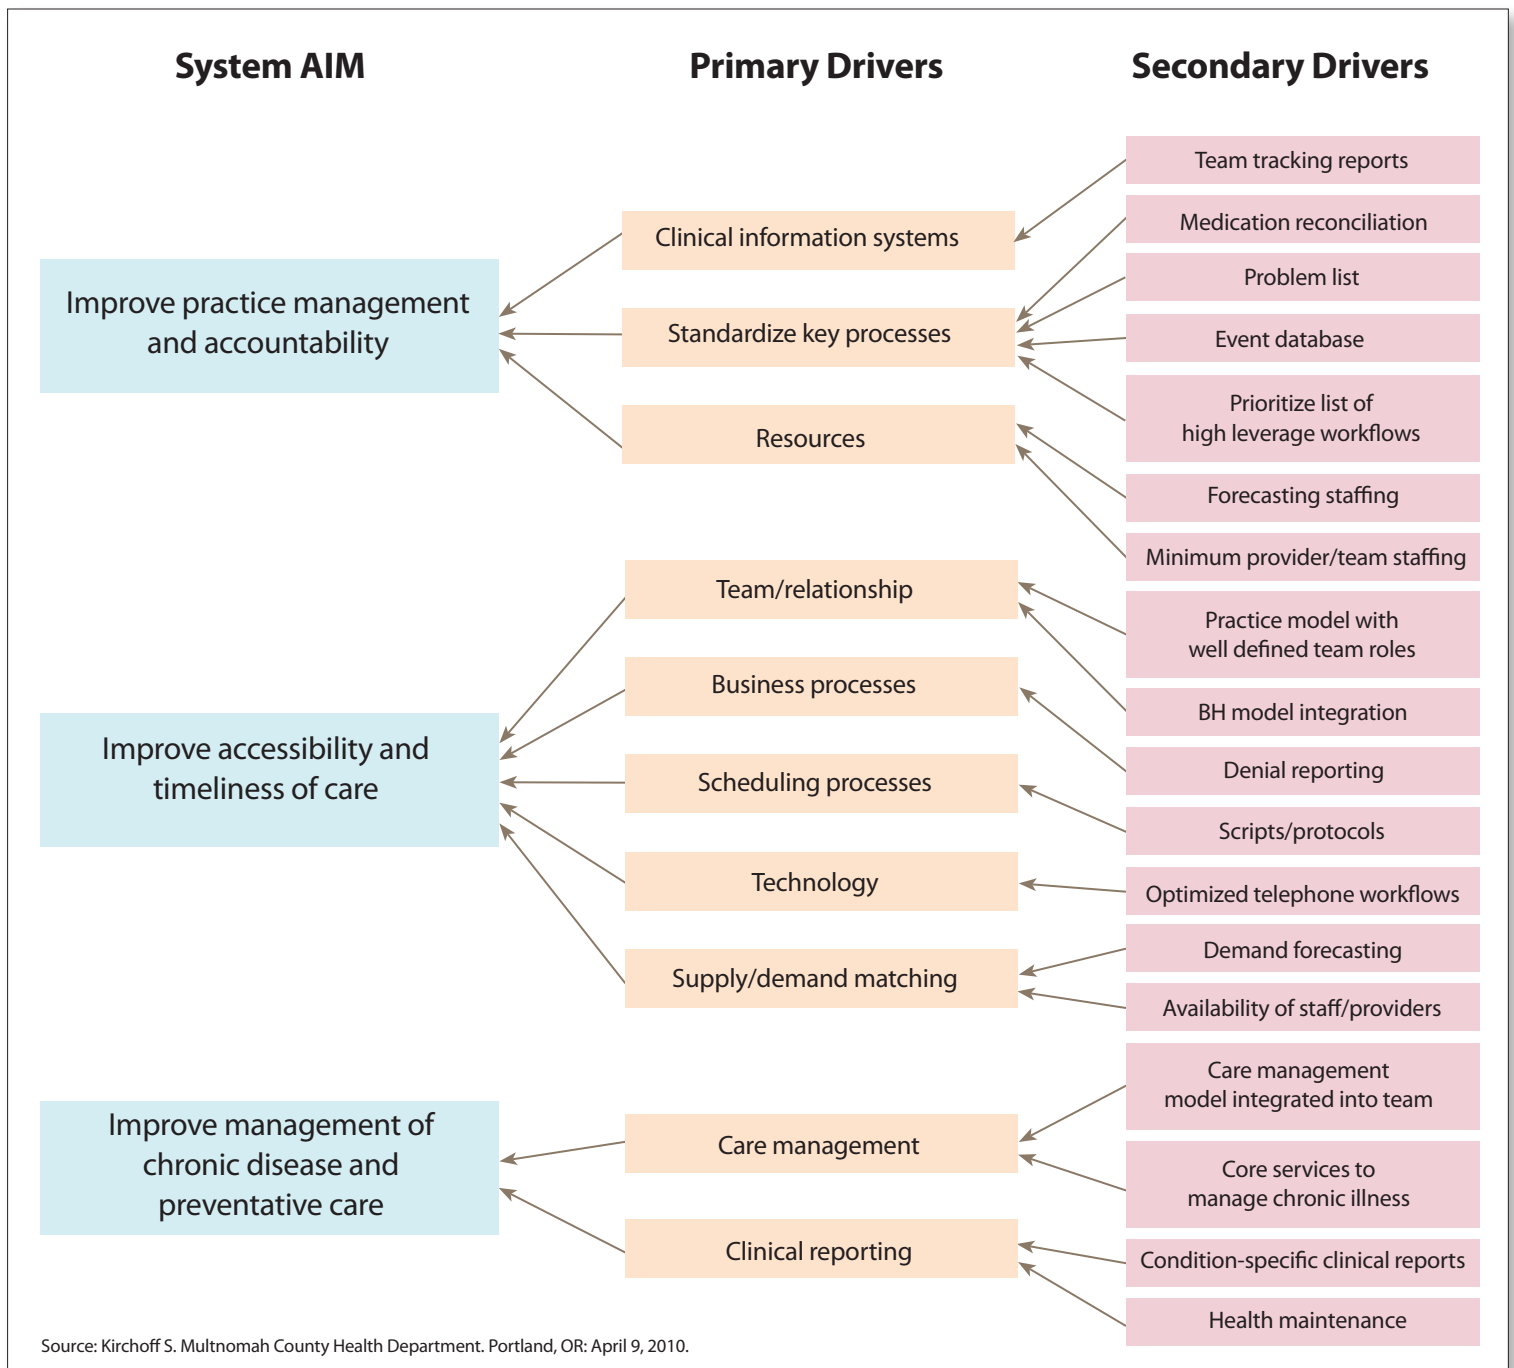 System AIM
Primary Drivers
Secondary Drivers
Improve practice management
and accountability
Improve accessibility and
timeliness of care
Improve management of
chronic disease and
preventative care
Clinical information systems
Standardize key processes
Resources
Team/relationship
Business processes
Scheduling processes
Technology
Supply/demand matching
Care management
Clinical reporting
Team tracking reports
Medication reconciliation
Problem list
Event database
Prioritize list of
high leverage workflows
Forecasting staffing
Minimum provider/team staffing
Practice model with
well defined team roles
BH model integration
Denial reporting
Scripts/protocols
Optimized telephone workflows
Demand forecasting
Availability of staff/providers
Care management
model integrated into team
Core services to
manage chronic illness
Condition-specific clinical reports
Health maintenance
Source: Kirchoff S. Multnomah County Health Department. Portland, OR: April 9, 2010.